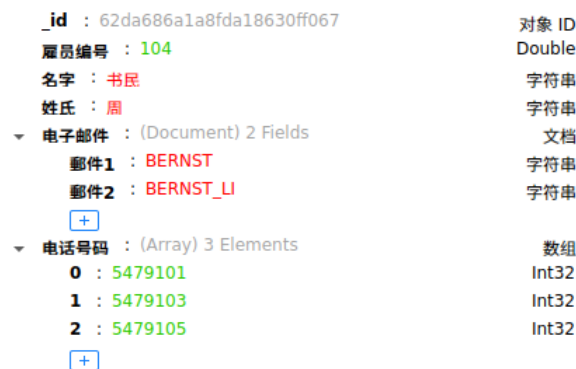 _id : 62da686a1a8fda18630ff067 对象 ID
雇员编号 : 104 Double
名字 : 书民 字符串
姓氏 : 周 字符串
电子邮件 : (Document) 2 Fields 文档
郵件1 : BERNST 字符串
郵件2 : BERNST_LI 字符串
+
电话号码 : (Array) 3 Elements 数组
0 : 5479101 Int32
1 : 5479103 Int32
2 : 5479105 Int32
+